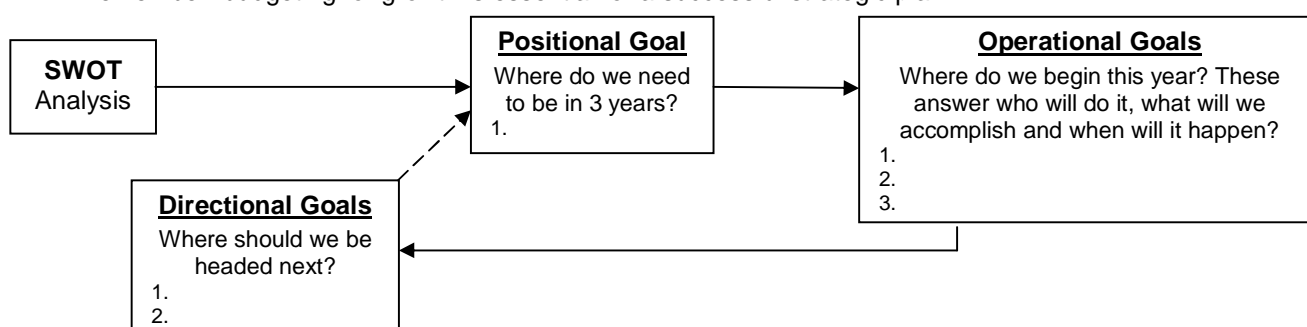 SWOT
Analysis
Positional Goal
Where do we need
to be in 3 years?
1.
Operational Goals
Where do we begin this year? These
answer who will do it, what will we
accomplish and when will it happen?
1.
2.
3.
Directional Goals
Where should we be
headed next?
1.
2.